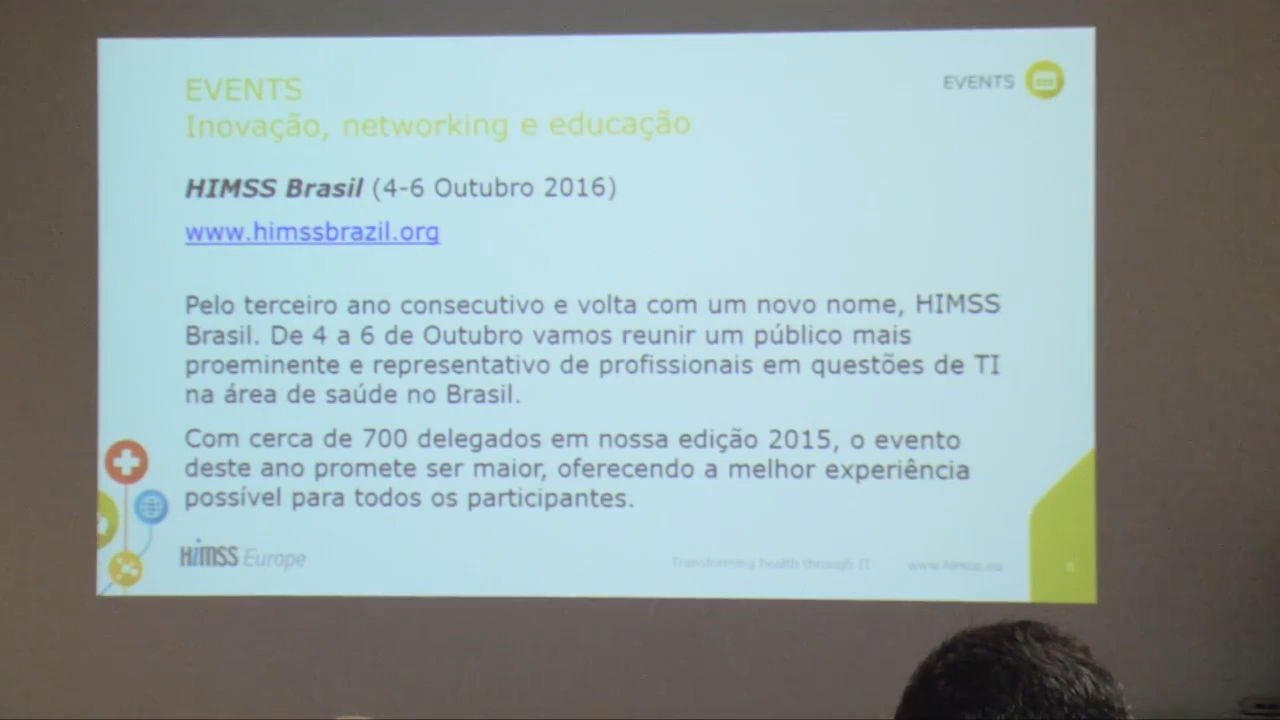 EVENTS
EVENTS
Inovação, networking e educação
HIMSS Brasil (4-6 Outubro 2016)
www.himssbrazil.org
Pelo terceiro ano consecutivo e volta com um novo nome, HIMSS
Brasil. De 4 a 6 de Outubro vamos reunir um público mais
proeminente e representativo de profissionais em questões de TI
na área de saúde no Brasil.
Com cerca de 700 delegados em nossa edição 2015, o evento
deste ano promete ser maior, oferecendo a melhor experiência
possível para todos os participantes.
HIMSS Europe
Transforming health through IT
www.himss.eu